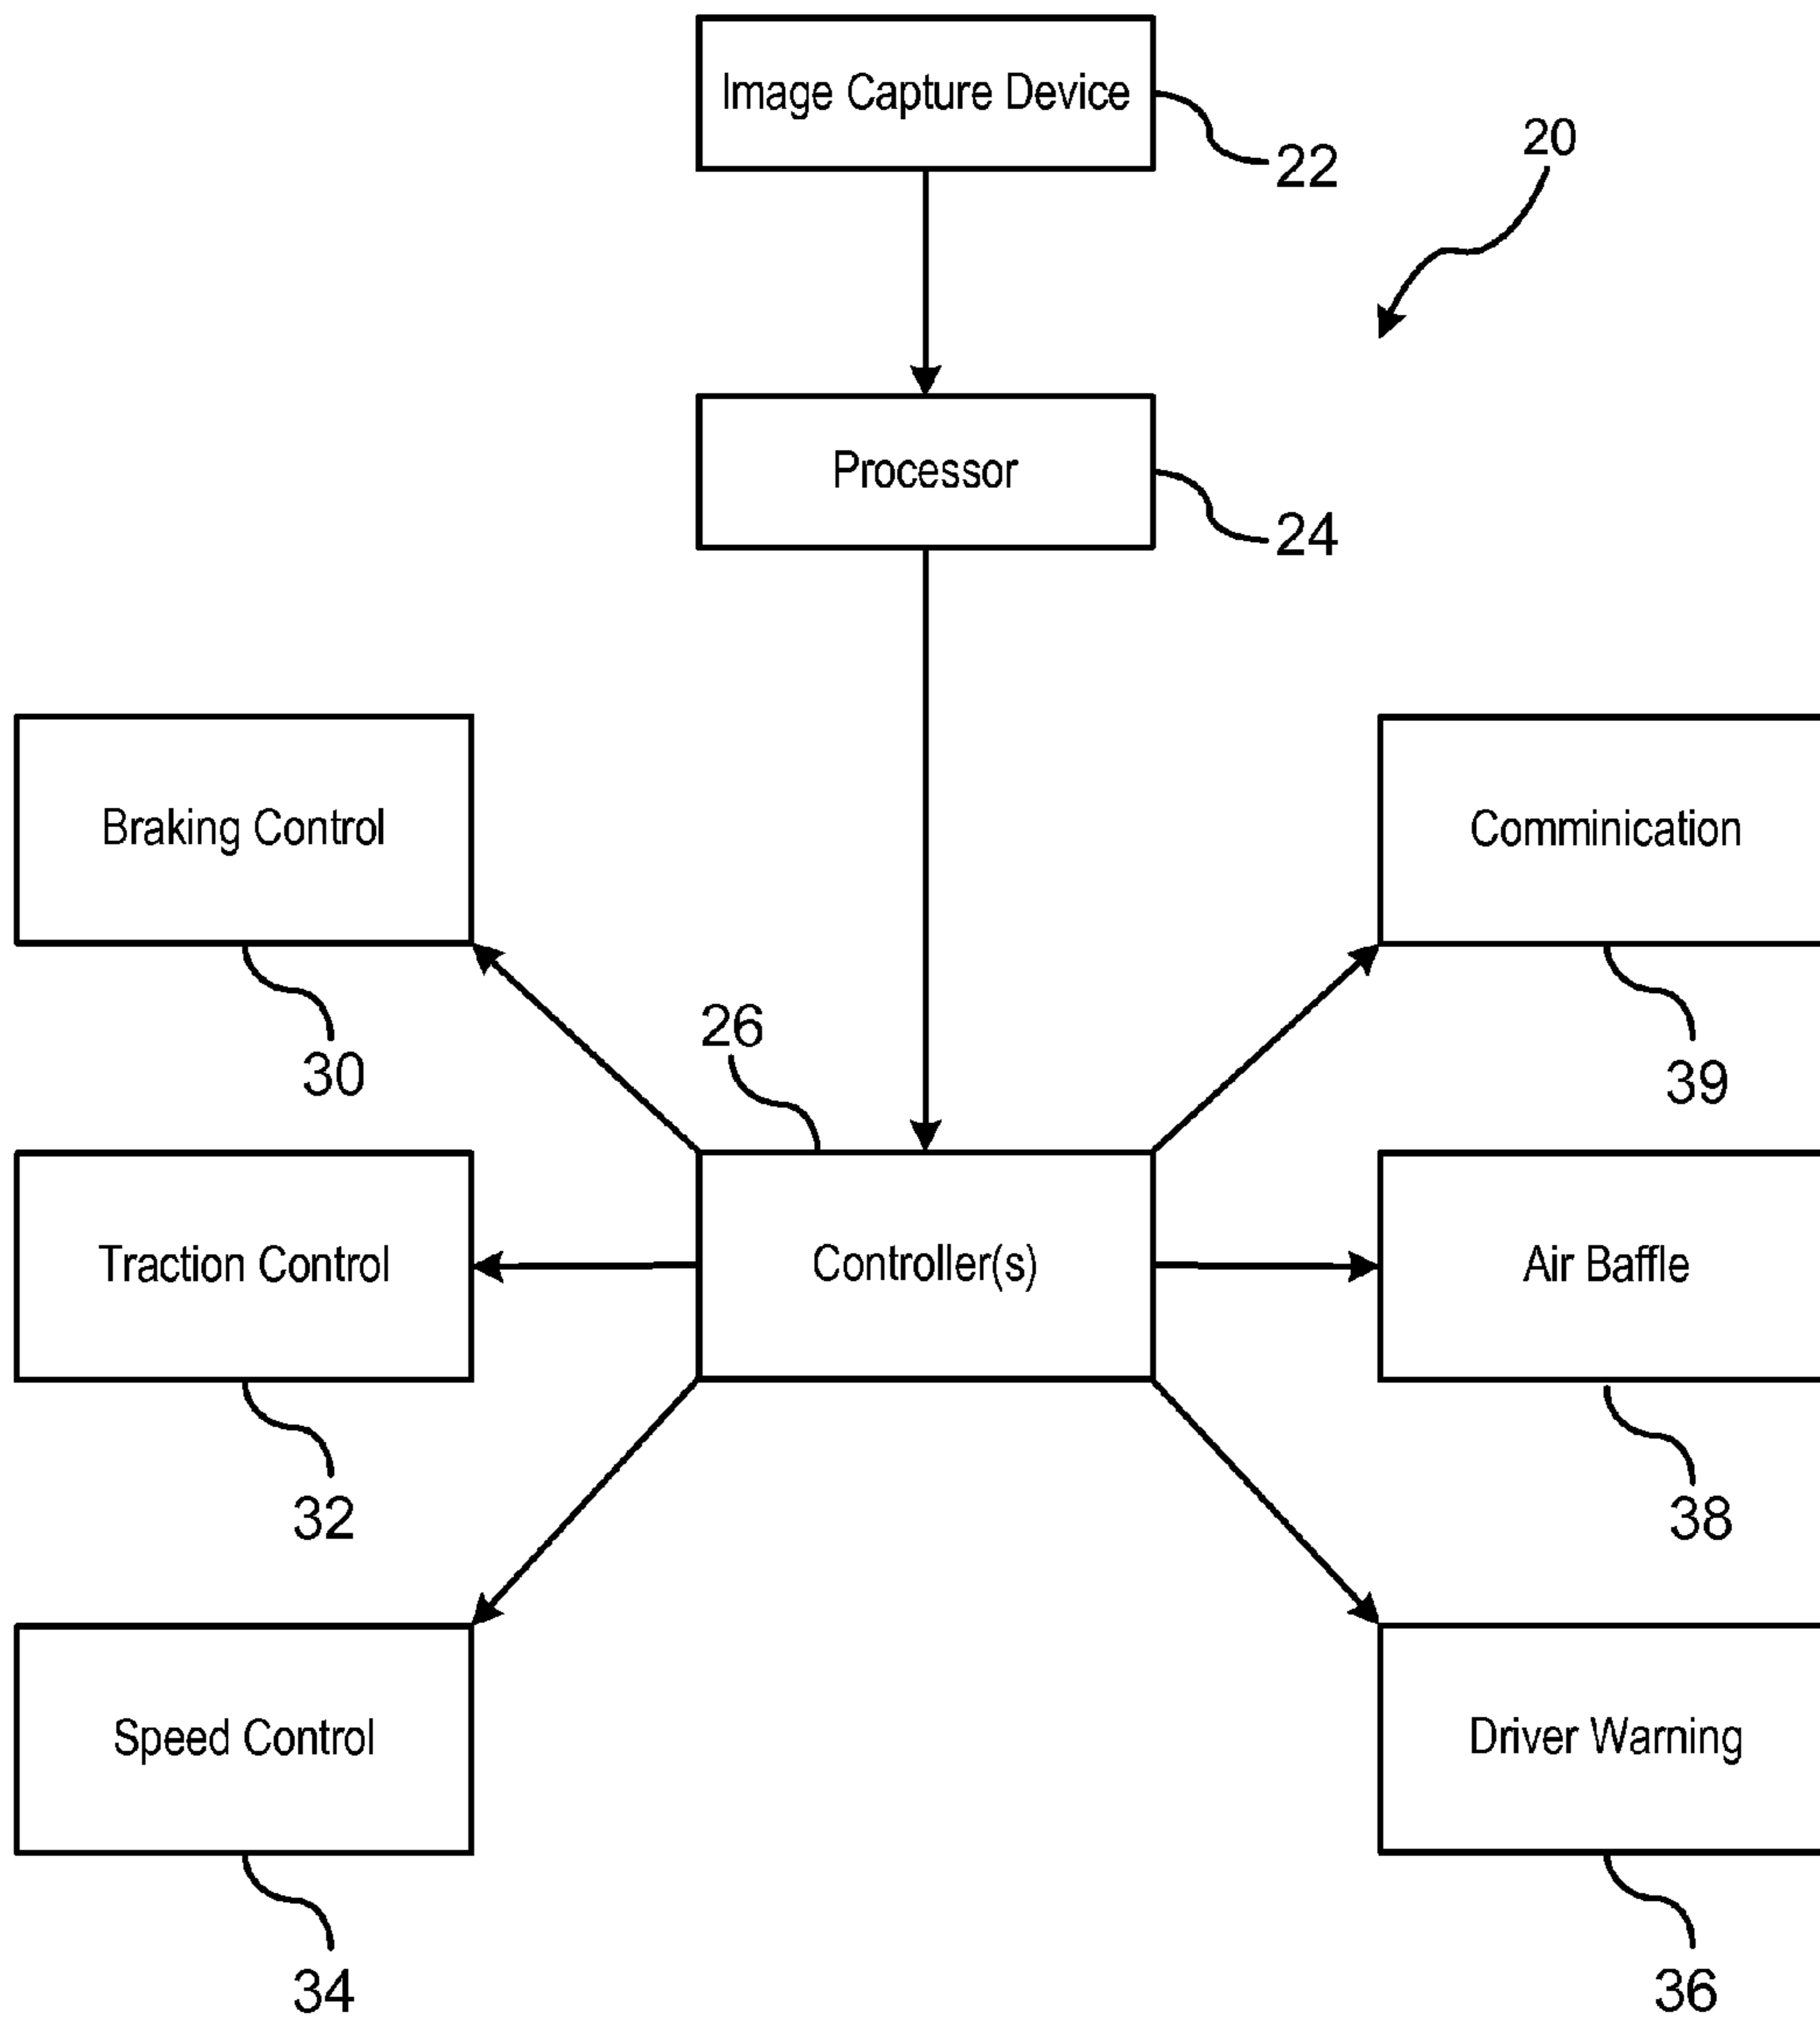 Image Capture Device
22
20
Processor
24
Braking Control
30
Comminication
39
26
Traction Control
32
Controller(s)
Air Baffle
38
Speed Control
34
Driver Warning
36